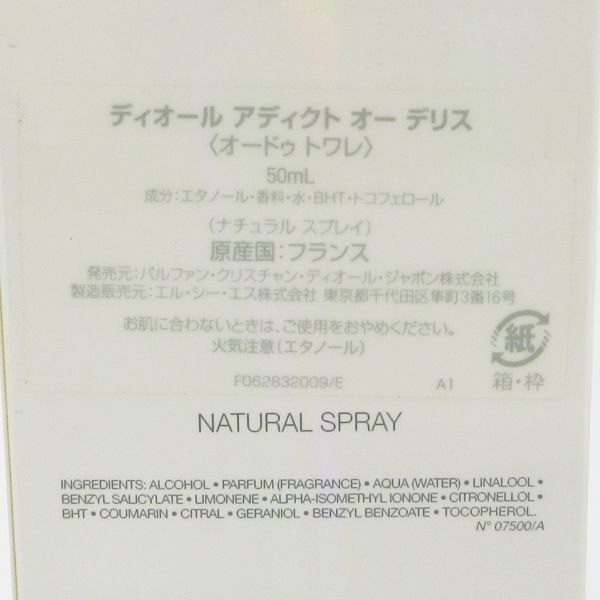 ディオール アディクト オー デリス
〈オードゥ トワレ〉
50mL
成分：エタノール・香料・水・BHT・トコフェロール
（ナチュラル スプレイ）
原産国：フランス
発売元：パルファン・クリスチャン・ディオール・ジャポン株式会社
製造販売元：エル・シー・エス株式会社 東京都千代田区隼町3番16号
お肌に合わないときは、ご使用をおやめください。
火気注意（エタノール）
紙
箱・枠
F062832009/E A1
NATURAL SPRAY
INGREDIENTS: ALCOHOL • PARFUM (FRAGRANCE) • AQUA (WATER) • LINALOOL •
BENZYL SALICYLATE • LIMONENE • ALPHA-ISOMETHYL IONONE • CITRONELLOL •
BHT • COUMARIN • CITRAL • GERANIOL • BENZYL BENZOATE • TOCOPHEROL.
N° 07500/A